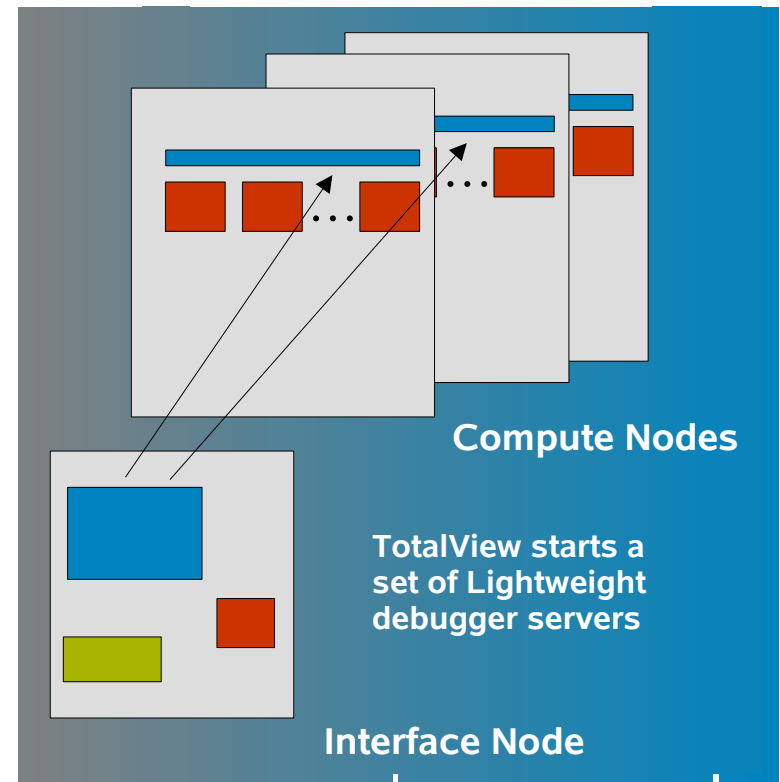 Compute Nodes
TotalView starts a
set of Lightweight
debugger servers
Interface Node